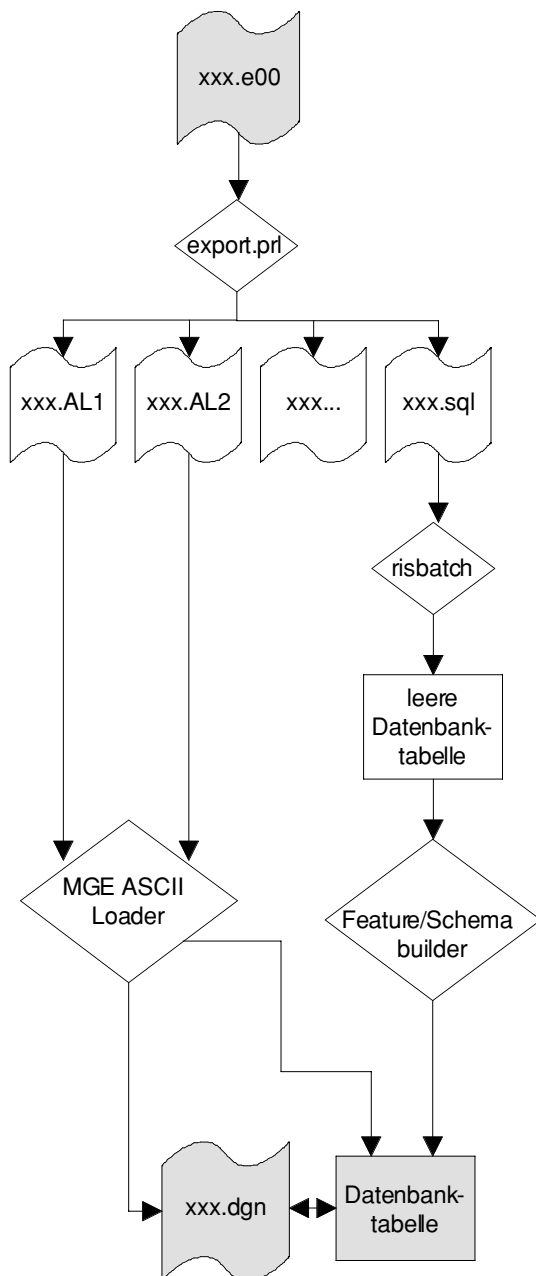 xxx.e00
export.prl
xxx.AL1
xxx.AL2
xxx...
xxx.sql
risbatch
leere
Datenbank-
tabelle
MGE ASCII
Loader
Feature/Schema
builder
xxx.dgn
Datenbank-
tabelle